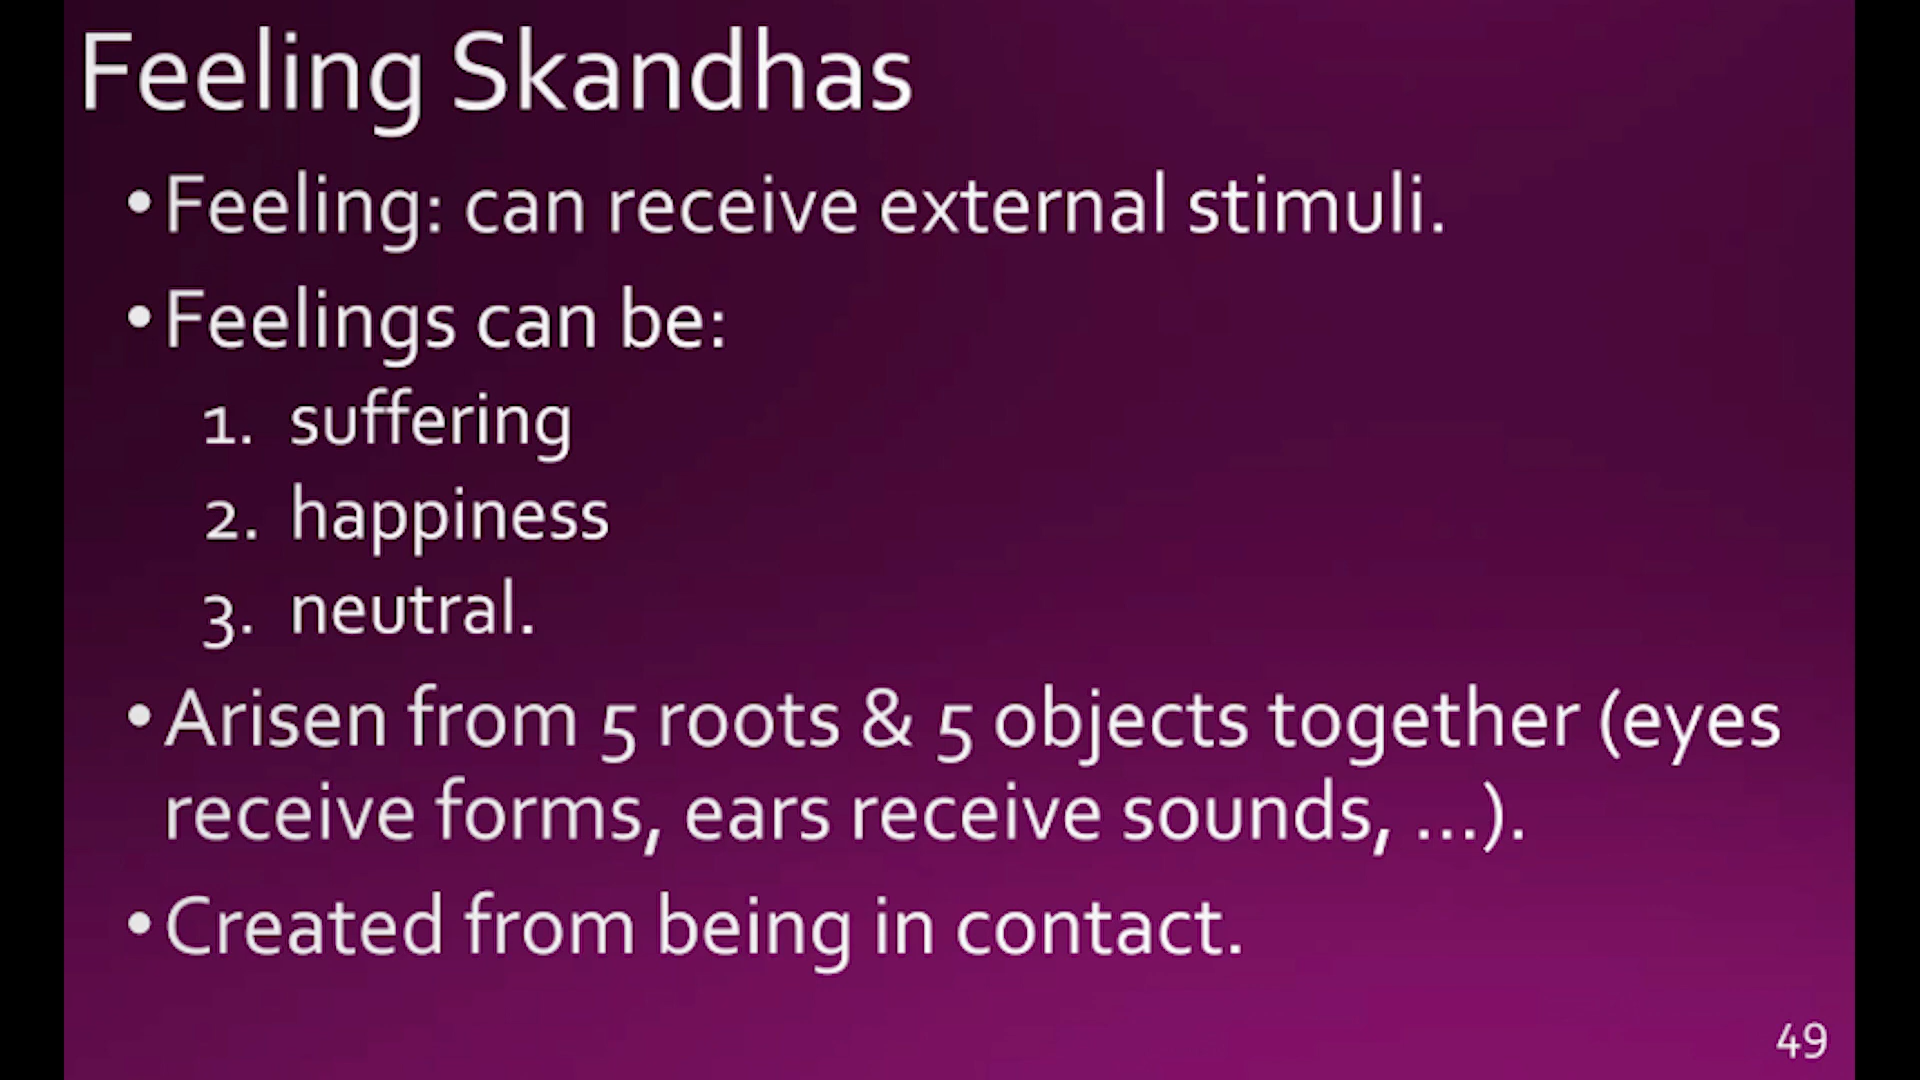 Feeling Skandhas
•Feeling: can receive external stimuli.
•Feelings can be:
1. suffering
2. happiness
3. neutral.
•Arisen from 5 roots & 5 objects together (eyes
receive forms, ears receive sounds, ...).
•Created from being in contact.
49